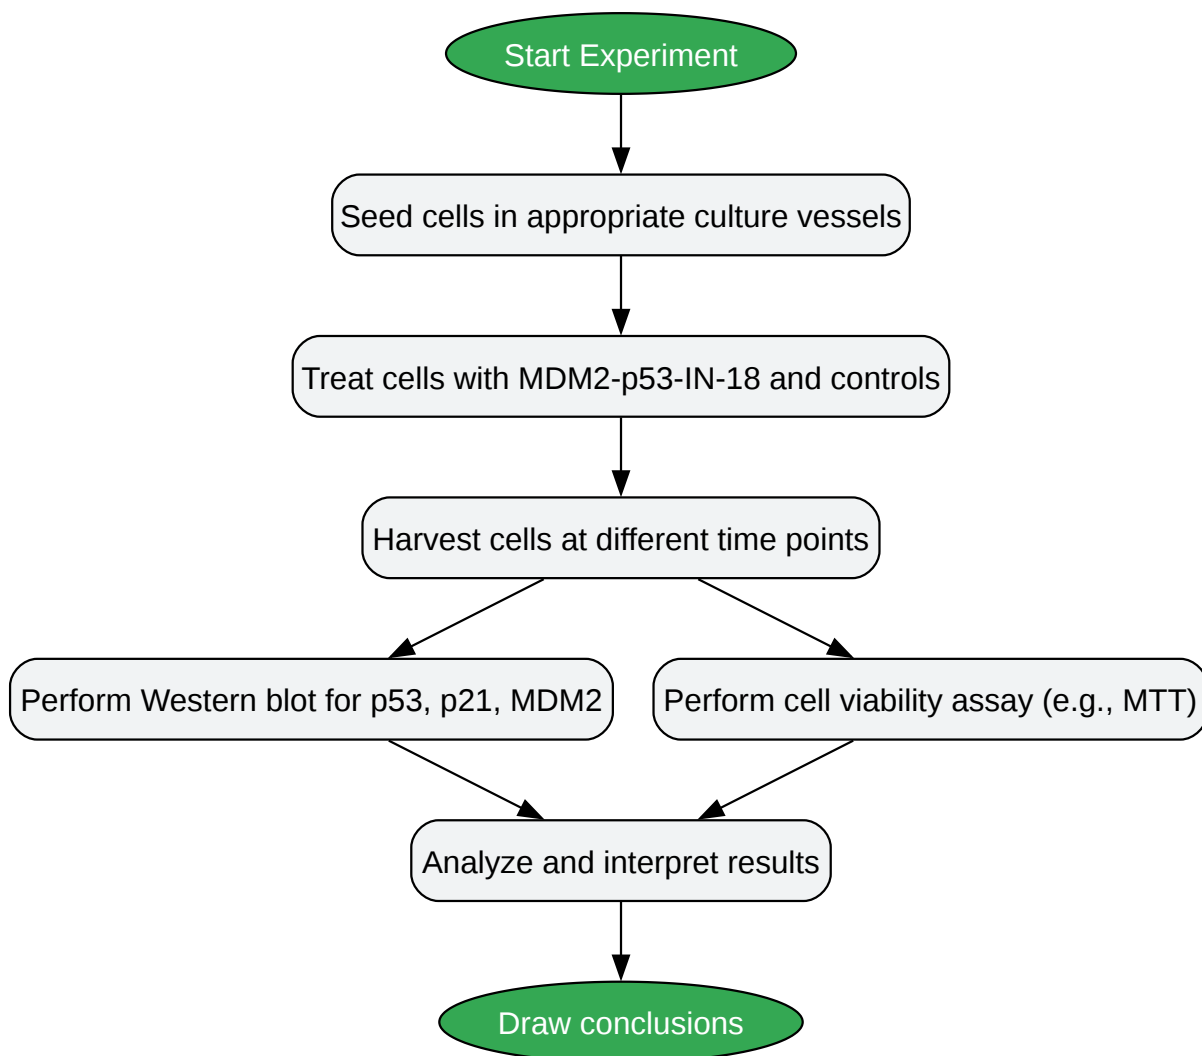 Start Experiment
Seed cells in appropriate culture vessels
Treat cells with MDM2-p53-IN-18 and controls
Harvest cells at different time points
Perform Western blot for p53, p21, MDM2
Perform cell viability assay (e.g., MTT)
Analyze and interpret results
Draw conclusions